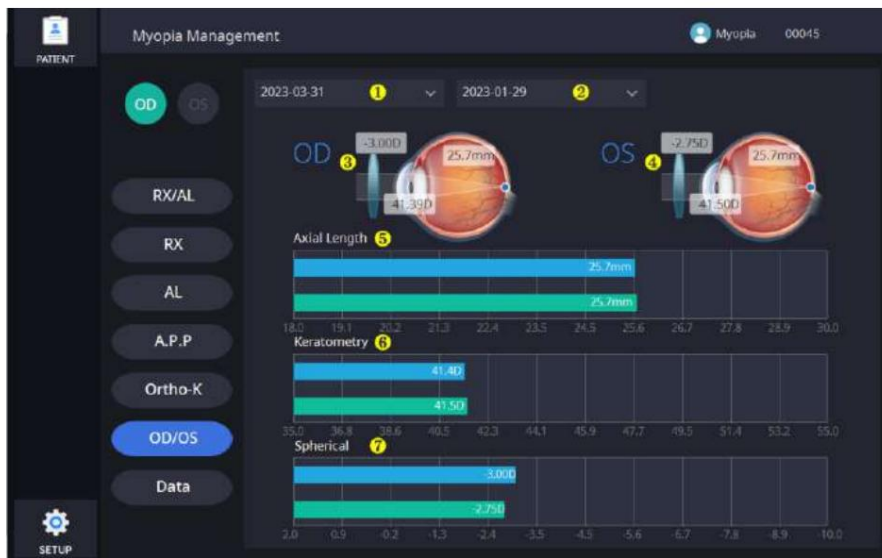 PATIENT
Myopia Management
Myopia 00045
OD OS
2023-03-31 1 2023-01-29 2
OD 3 -3.00D 25.7mm 41.39D
OS 4 -2.75D 25.7mm 41.50D
RX/AL
RX
AL
A.P.P
Ortho-K
OD/OS
Data
SETUP
Axial Length 5
25.7mm
25.7mm
18.0 19.1 20.2 21.3 22.4 23.5 24.5 25.6 26.7 27.8 28.9 30.0
Keratometry 6
41.4D
41.5D
35.0 36.8 38.6 40.5 42.3 44.1 45.9 47.7 49.5 51.4 53.2 55.0
Spherical 7
-3.00D
-2.75D
2.0 0.9 -0.2 -1.3 -2.4 -3.5 -4.5 -5.6 -6.7 -7.8 -8.9 -10.0